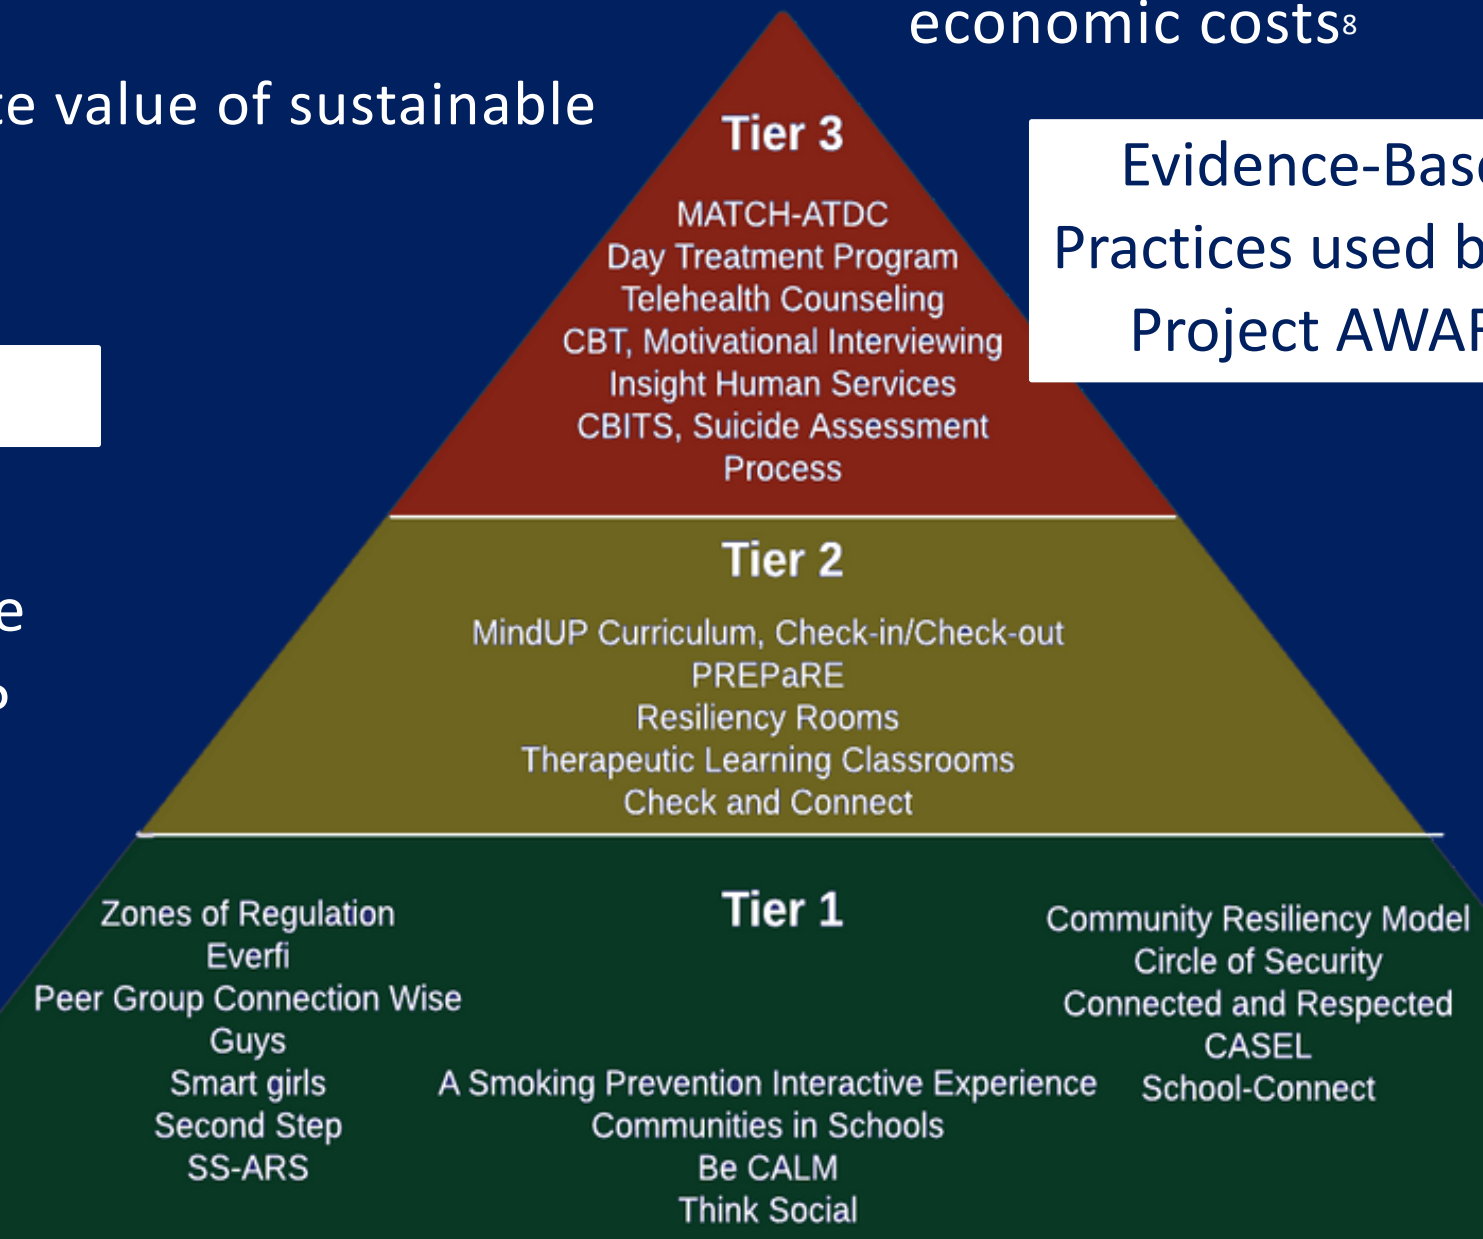 economic costs8
te value of sustainable
Evidence-Bas
Practices used b
Project AWA
e
Tier 3
MATCH-ATDC
Day Treatment Program
Telehealth Counseling
CBT, Motivational Interviewing
Insight Human Services
CBITS, Suicide Assessment
Process
Tier 2
MindUP Curriculum, Check-in/Check-out
PREPaRE
Resiliency Rooms
Therapeutic Learning Classrooms
Check and Connect
Tier 1
Zones of Regulation
Everfi
Peer Group Connection Wise
Guys
Smart girls
Second Step
SS-ARS
A Smoking Prevention Interactive Experience
Communities in Schools
Be CALM
Think Social
Community Resiliency Model
Circle of Security
Connected and Respected
CASEL
School-Connect